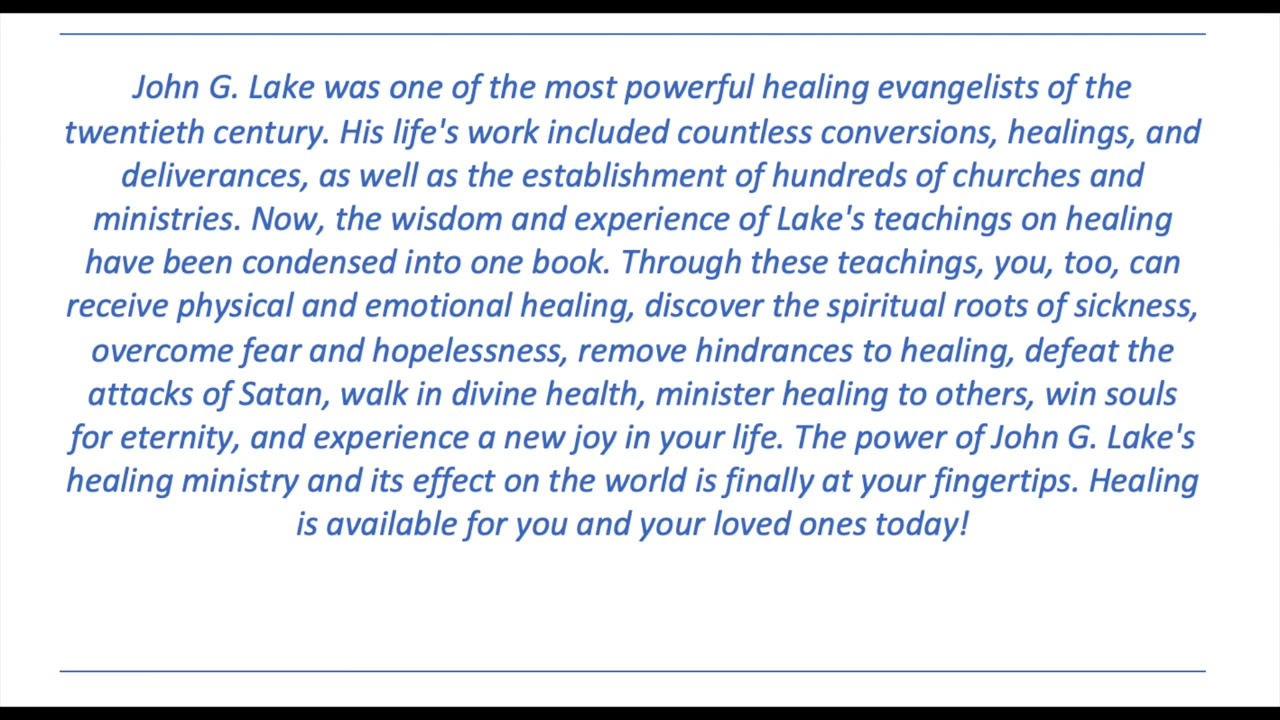 John G. Lake was one of the most powerful healing evangelists of the
twentieth century. His life's work included countless conversions, healings, and
deliverances, as well as the establishment of hundreds of churches and
ministries. Now, the wisdom and experience of Lake's teachings on healing
have been condensed into one book. Through these teachings, you, too, can
receive physical and emotional healing, discover the spiritual roots of sickness,
overcome fear and hopelessness, remove hindrances to healing, defeat the
attacks of Satan, walk in divine health, minister healing to others, win souls
for eternity, and experience a new joy in your life. The power of John G. Lake's
healing ministry and its effect on the world is finally at your fingertips. Healing
is available for you and your loved ones today!